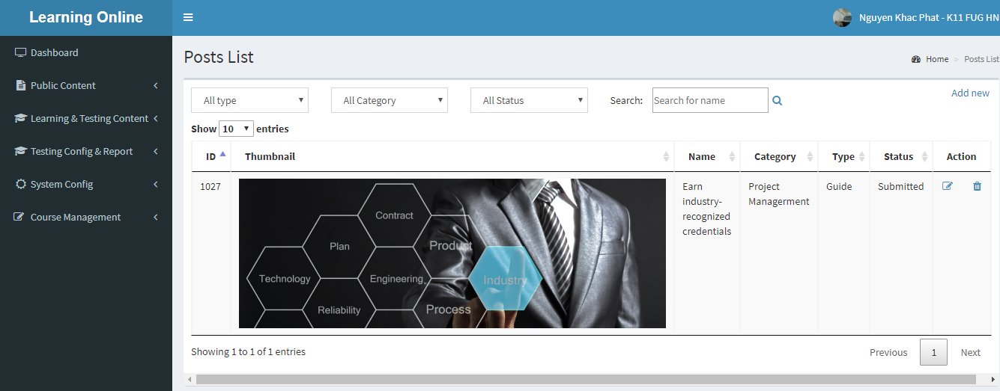 Learning Online
Nguyen Khac Phat - K11 FUG HN
Dashboard
Public Content
Learning & Testing Content
Testing Config & Report
System Config
Course Management
Posts List
Home > Posts List
All type
All Category
All Status
Search:
Search for name
Add new
Show 10 entries
ID Thumbnail Name Category Type Status Action
1027
Contract
Plan
Product
Technology
Engineering
Industry
Reliability
Process
Earn
industry-
recognized
credentials
Project
Managerment
Guide
Submitted
Showing 1 to 1 of 1 entries
Previous 1 Next